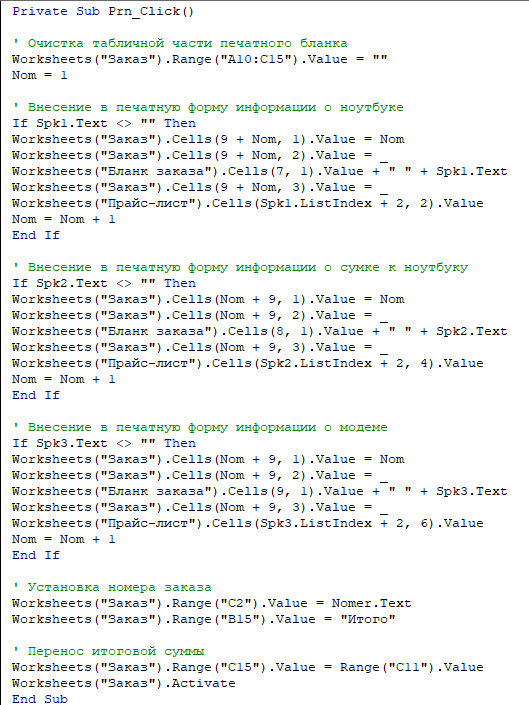 Private Sub Prn_Click()
' Очистка табличной части печатного бланка
Worksheets("Заказ").Range("A10:C15").Value = ""
Nom = 1
' Внесение в печатную форму информации о ноутбуке
If Spk1.Text <> "" Then
Worksheets("Заказ").Cells(9 + Nom, 1).Value = Nom
Worksheets("Заказ").Cells(9 + Nom, 2).Value = _
Worksheets("Бланк заказа").Cells(7, 1).Value + " " + Spk1.Text
Worksheets("Заказ").Cells(9 + Nom, 3).Value = _
Worksheets("Прайс-лист").Cells(Spk1.ListIndex + 2, 2).Value
Nom = Nom + 1
End If
' Внесение в печатную форму информации о сумке к ноутбуку
If Spk2.Text <> "" Then
Worksheets("Заказ").Cells(Nom + 9, 1).Value = Nom
Worksheets("Заказ").Cells(Nom + 9, 2).Value = _
Worksheets("Бланк заказа").Cells(8, 1).Value + " " + Spk2.Text
Worksheets("Заказ").Cells(Nom + 9, 3).Value = _
Worksheets("Прайс-лист").Cells(Spk2.ListIndex + 2, 4).Value
Nom = Nom + 1
End If
' Внесение в печатную форму информации о модеме
If Spk3.Text <> "" Then
Worksheets("Заказ").Cells(Nom + 9, 1).Value = Nom
Worksheets("Заказ").Cells(Nom + 9, 2).Value = _
Worksheets("Бланк заказа").Cells(9, 1).Value + " " + Spk3.Text
Worksheets("Заказ").Cells(Nom + 9, 3).Value = _
Worksheets("Прайс-лист").Cells(Spk3.ListIndex + 2, 6).Value
Nom = Nom + 1
End If
' Установка номера заказа
Worksheets("Заказ").Range("C2").Value = Nomer.Text
Worksheets("Заказ").Range("B15").Value = "Итого"
' Перенос итоговой суммы
Worksheets("Заказ").Range("C15").Value = Range("C11").Value
Worksheets("Заказ").Activate
End Sub